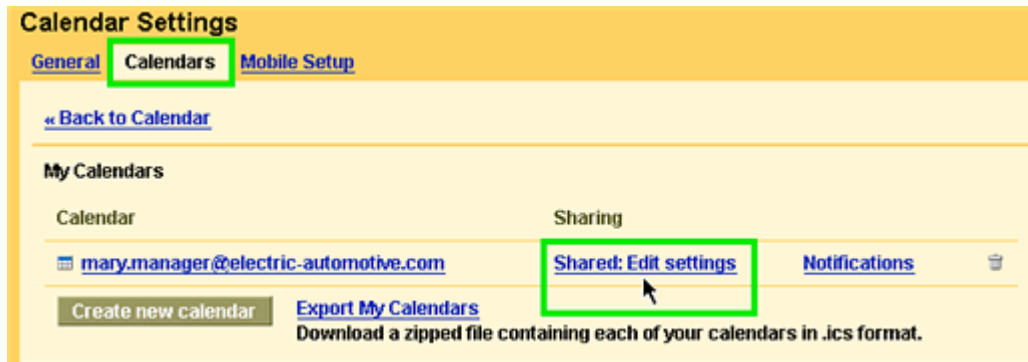 Calendar Settings
General Calendars Mobile Setup
« Back to Calendar
My Calendars
Calendar Sharing
mary.manager@electric-automotive.com Shared: Edit settings Notifications
Create new calendar Export My Calendars
Download a zipped file containing each of your calendars in .ics format.